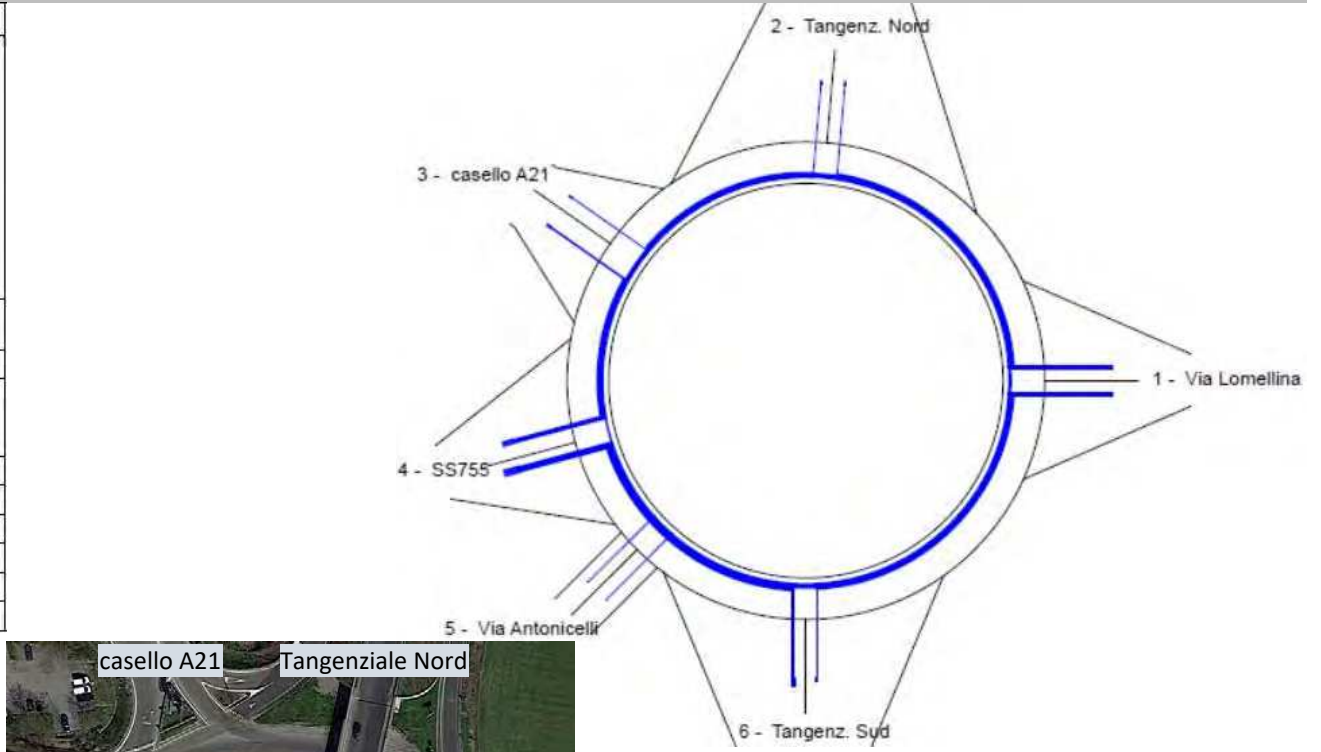 2 - Tangenz. Nord
3 - casello A21
1 - Via Lomellina
4 - SS755
5 - Via Antonicelli
casello A21 Tangenziale Nord
6 - Tangenz. Sud